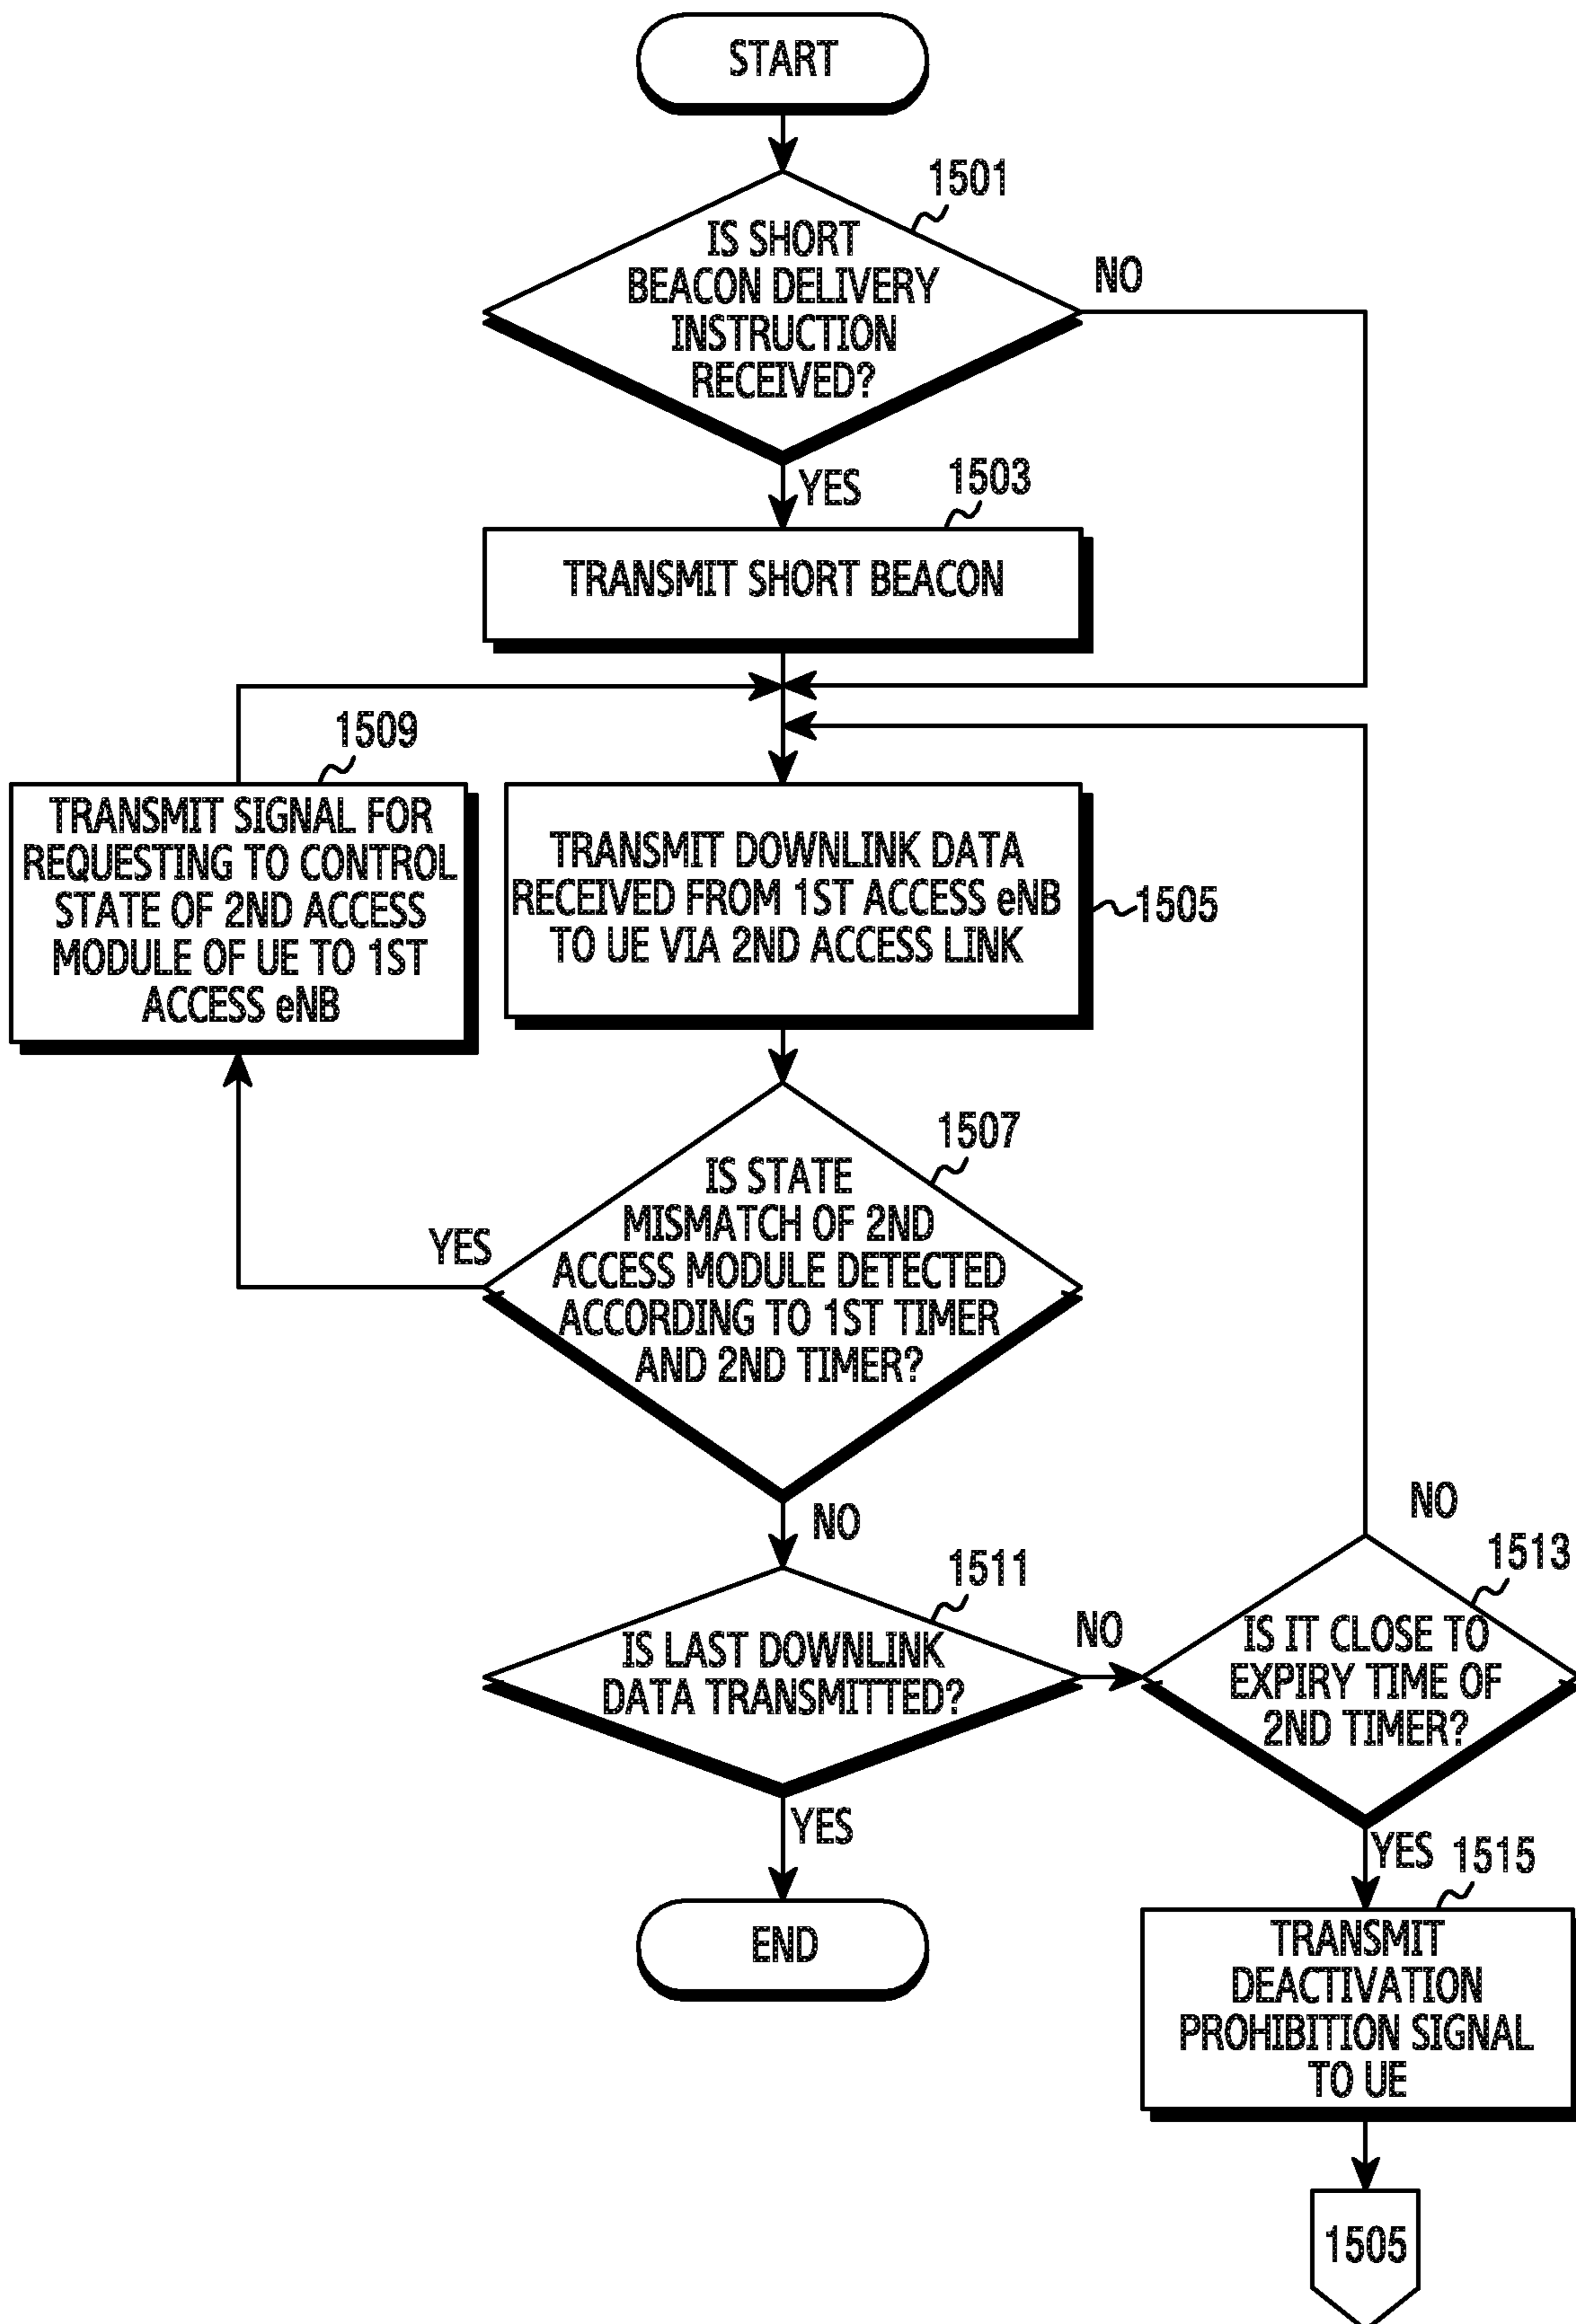 START
1501
IS SHORT
BEACON DELIVERY
INSTRUCTION
RECEIVED?
NO
YES
1503
TRANSMIT SHORT BEACON
1509
TRANSMIT SIGNAL FOR
REQUESTING TO CONTROL
STATE OF 2ND ACCESS
MODULE OF UE TO 1ST
ACCESS eNB
TRANSMIT DOWNLINK DATA
RECEIVED FROM 1ST ACCESS eNB
TO UE VIA 2ND ACCESS LINK
1505
1507
IS STATE
MISMATCH OF 2ND
ACCESS MODULE DETECTED
ACCORDING TO 1ST TIMER
AND 2ND TIMER?
YES
NO
1511
IS LAST DOWNLINK
DATA TRANSMITTED?
NO
YES
END
NO
1513
IS IT CLOSE TO
EXPIRY TIME OF
2ND TIMER?
YES
1515
TRANSMIT
DEACTIVATION
PROHIBITION SIGNAL
TO UE
1505